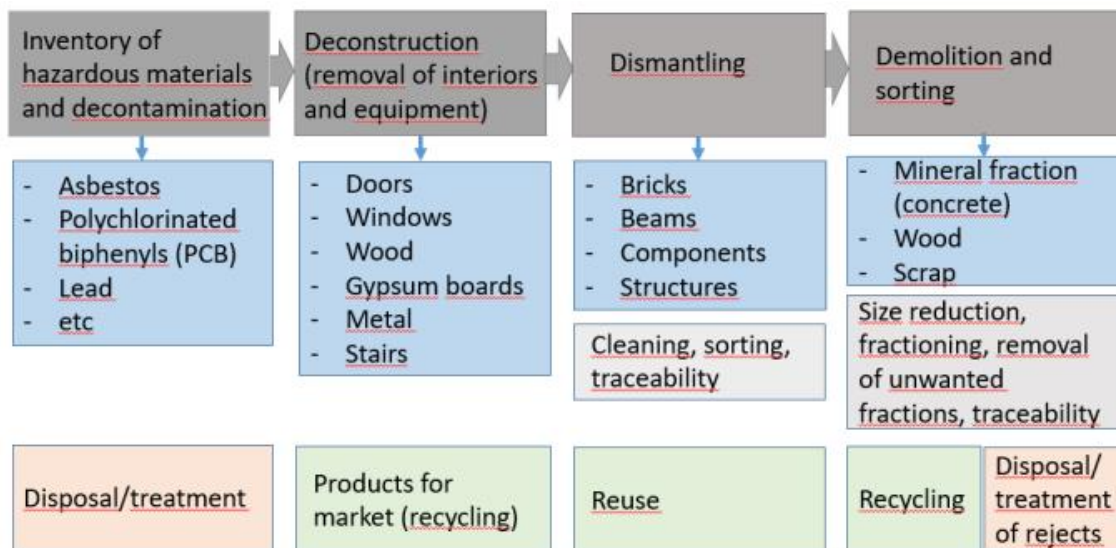 Inventory of
hazardous materials
and decontamination
Deconstruction
(removal of interiors
and equipment)
Dismantling
Demolition and
sorting
- Asbestos
- Polychlorinated
biphenyls (PCB)
- Lead
- etc
- Doors
- Windows
- Wood
- Gypsum boards
- Metal
- Stairs
- Bricks
- Beams
- Components
- Structures
Cleaning, sorting,
traceability
- Mineral fraction
(concrete)
- Wood
- Scrap
Size reduction,
fractioning, removal
of unwanted
fractions, traceability
Disposal/treatment
Products for
market (recycling)
Reuse
Recycling
Disposal/
treatment
of rejects